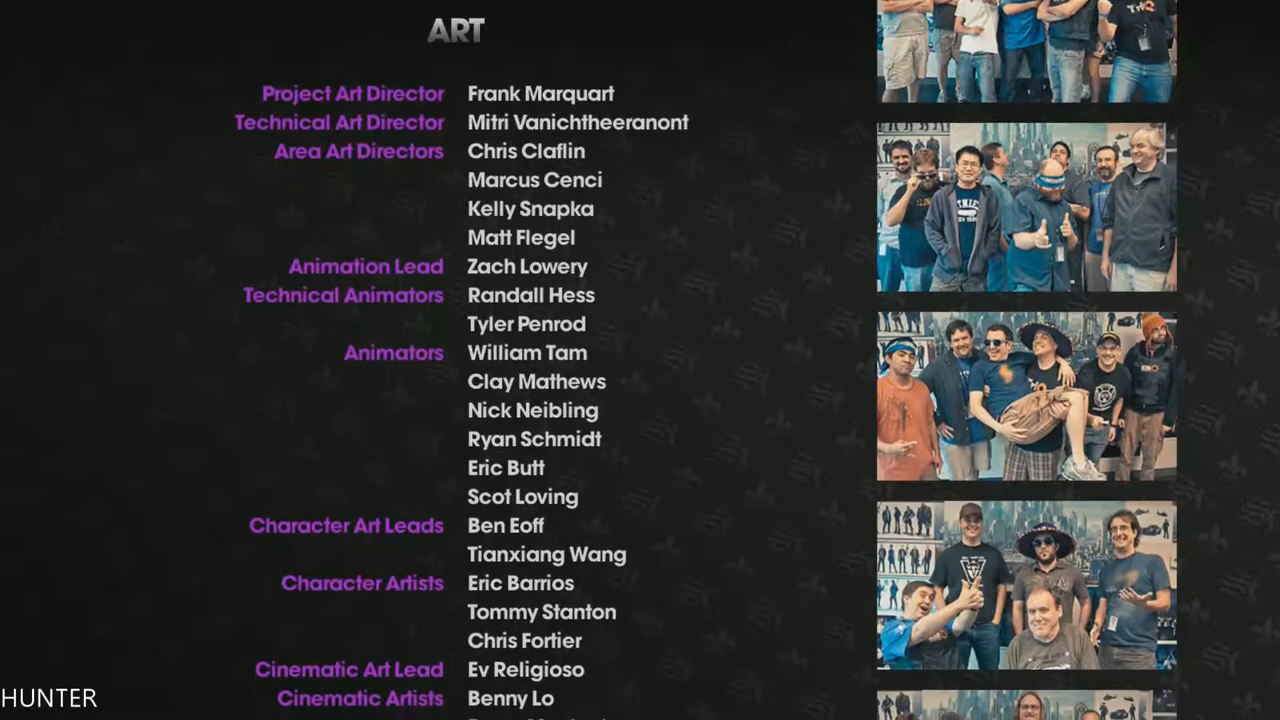 ART
Project Art Director Frank Marquart
Technical Art Director Mitri Vanichtheeranont
Area Art Directors Chris Claflin
Marcus Cenci
Kelly Snapka
Matt Flegel
Animation Lead Zach Lowery
Technical Animators Randall Hess
Tyler Penrod
Animators William Tam
Clay Mathews
Nick Neibling
Ryan Schmidt
Eric Butt
Scot Loving
Character Art Leads Ben Eoff
Tianxiang Wang
Character Artists Eric Barrios
Tommy Stanton
Chris Fortier
Cinematic Art Lead Ev Religioso
Cinematic Artists Benny Lo
HUNTER